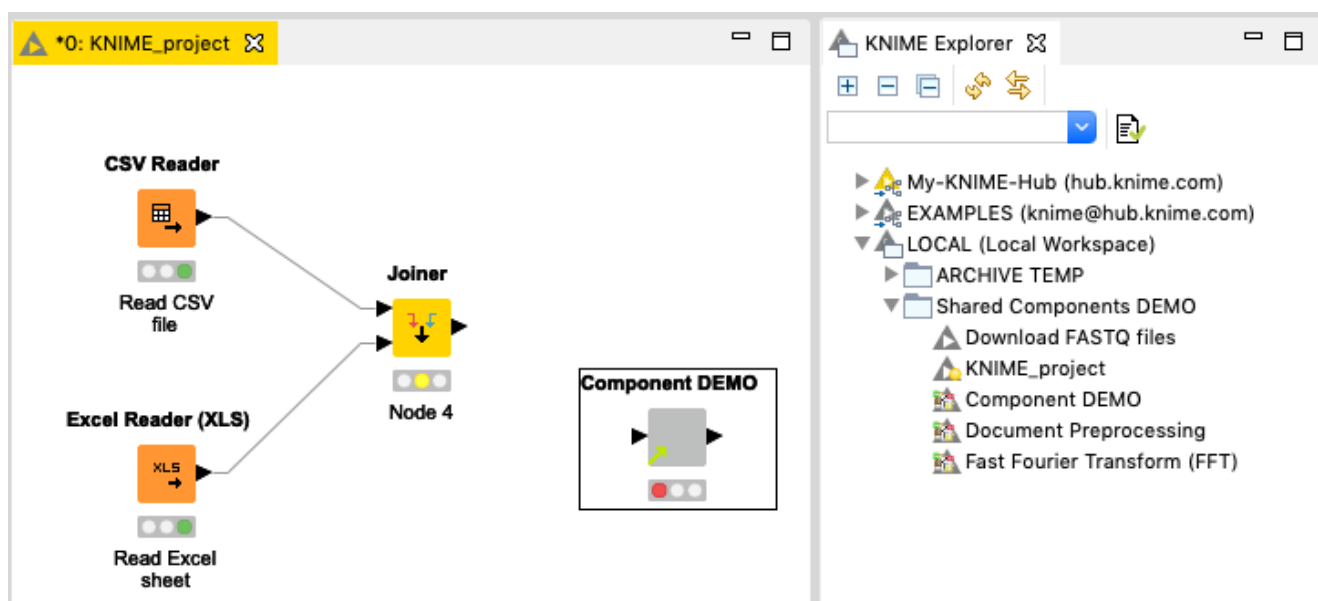 *0: KNIME_project
CSV Reader
Read CSV
file
Joiner
Node 4
Excel Reader (XLS)
XLS
Read Excel
sheet
Component DEMO
KNIME Explorer
My-KNIME-Hub (hub.knime.com)
EXAMPLES (knime@hub.knime.com)
LOCAL (Local Workspace)
ARCHIVE TEMP
Shared Components DEMO
Download FASTQ files
KNIME_project
Component DEMO
Document Preprocessing
Fast Fourier Transform (FFT)